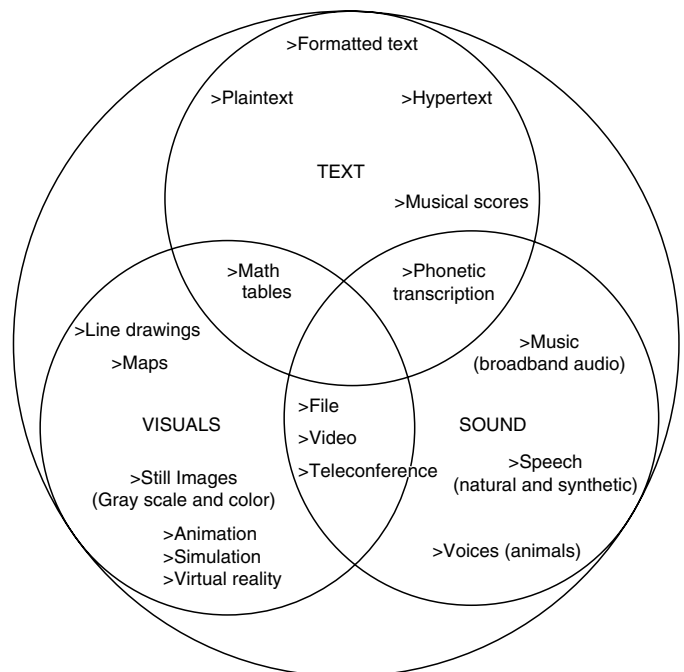 >Formatted text
>Plaintext
>Hypertext
TEXT
>Musical scores
>Math
tables
>Phonetic
transcription
>Line drawings
>Maps
>Music
(broadband audio)
>File
VISUALS
SOUND
>Video
>Teleconference
>Speech
(natural and synthetic)
>Still Images
(Gray scale and color)
>Animation
>Simulation
>Virtual reality
>Voices (animals)